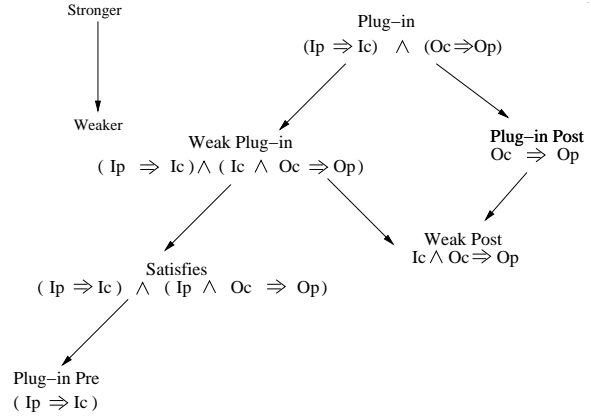 Stronger
Plug-in
(Ip ⇒ Ic) ∧ (Oc⇒Op)
Weaker
Weak Plug-in
( Ip ⇒ Ic ) ∧ ( Ic ∧ Oc ⇒ Op )
Plug-in Post
Oc ⇒ Op
Weak Post
Ic ∧ Oc ⇒ Op
Satisfies
( Ip ⇒ Ic ) ∧ ( Ip ∧ Oc ⇒ Op )
Plug-in Pre
( Ip ⇒ Ic )